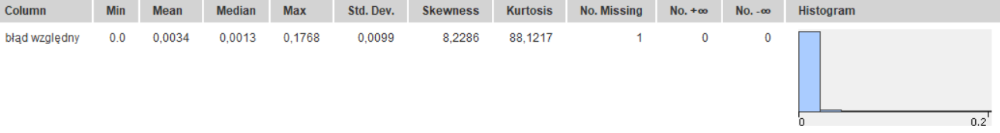 Column Min Mean Median Max Std. Dev. Skewness Kurtosis No. Missing No. +∞ No. -∞ Histogram
błąd względny 0.0 0,0034 0,0013 0,1768 0,0099 8,2286 88,1217 1 0 0
0 0.2